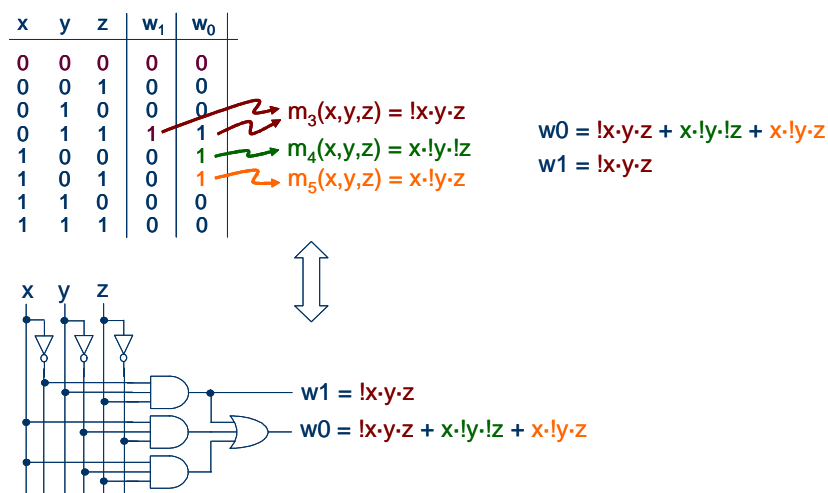 x y z w₁ w₀
0 0 0 0 0
0 0 1 0 0
0 1 0 0 0
0 1 1 1 1
1 0 0 0 1
1 0 1 0 1
1 1 0 0 0
1 1 1 0 0
m₃(x,y,z) = !x·y·z
m₄(x,y,z) = x·!y·!z
m₅(x,y,z) = x·!y·z
w0 = !x·y·z + x·!y·!z + x·!y·z
w1 = !x·y·z
x y z
w1 = !x·y·z
w0 = !x·y·z + x·!y·!z + x·!y·z